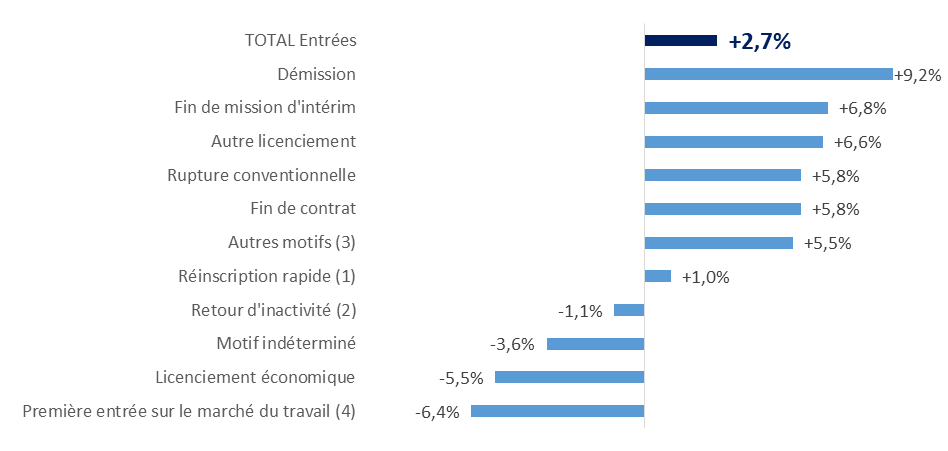 TOTAL Entrées +2,7%
Démission +9,2%
Fin de mission d'intérim +6,8%
Autre licenciement +6,6%
Rupture conventionnelle +5,8%
Fin de contrat +5,8%
Autres motifs (3) +5,5%
Réinscription rapide (1) +1,0%
Retour d'inactivité (2) -1,1%
Motif indéterminé -3,6%
Licenciement économique -5,5%
Première entrée sur le marché du travail (4) -6,4%